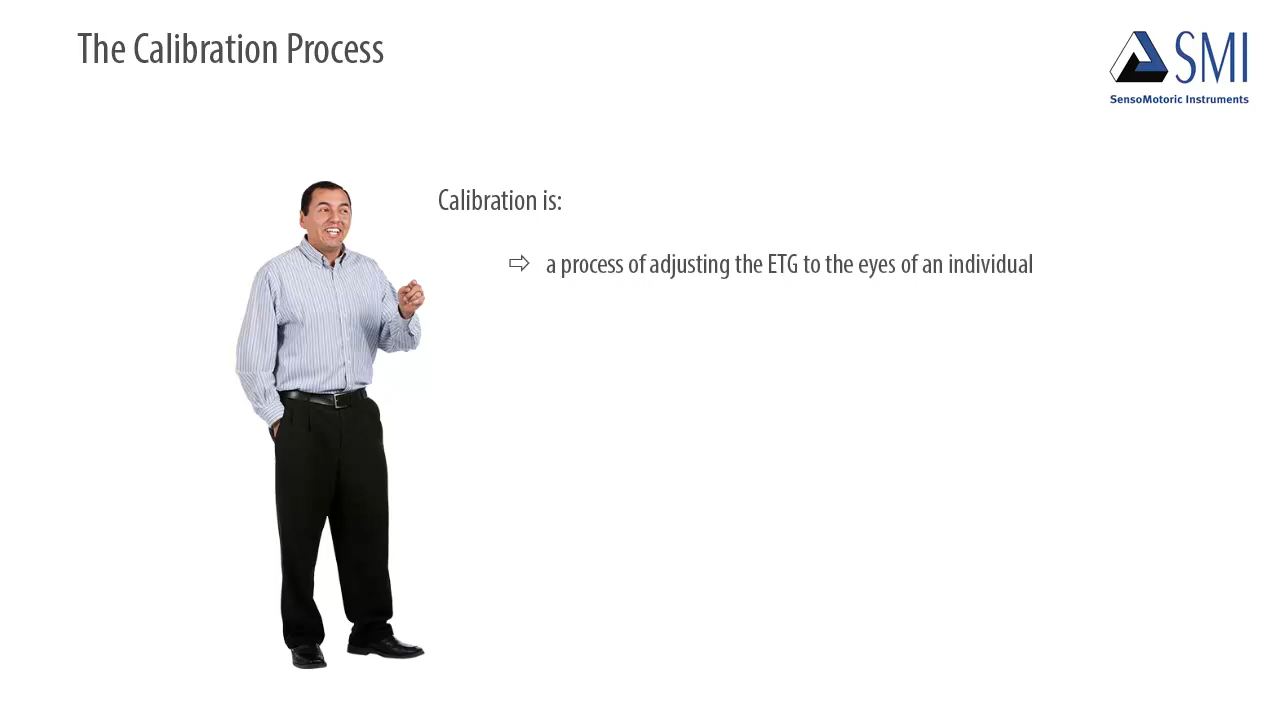 The Calibration Process
SMI
SensoMotoric Instruments
Calibration is:
⇨ a process of adjusting the ETG to the eyes of an individual